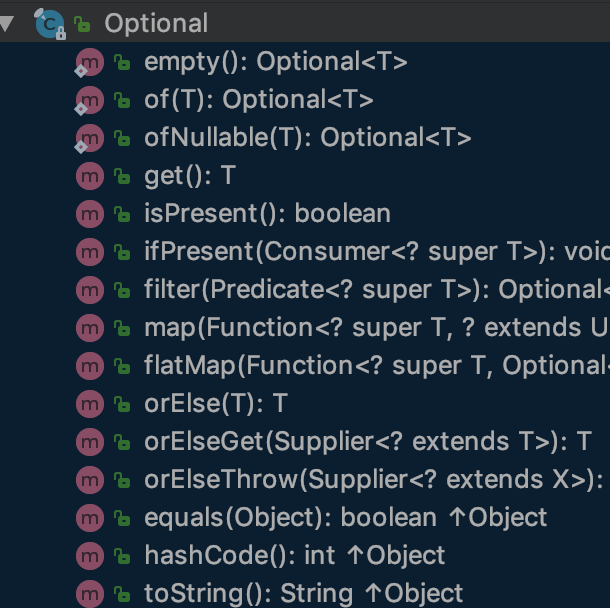 Optional
empty(): Optional<T>
of(T): Optional<T>
ofNullable(T): Optional<T>
get(): T
isPresent(): boolean
ifPresent(Consumer<? super T>): void
filter(Predicate<? super T>): Optional<
map(Function<? super T, ? extends U
flatMap(Function<? super T, Optional<
orElse(T): T
orElseGet(Supplier<? extends T>): T
orElseThrow(Supplier<? extends X>):
equals(Object): boolean ↑Object
hashCode(): int ↑Object
toString(): String ↑Object